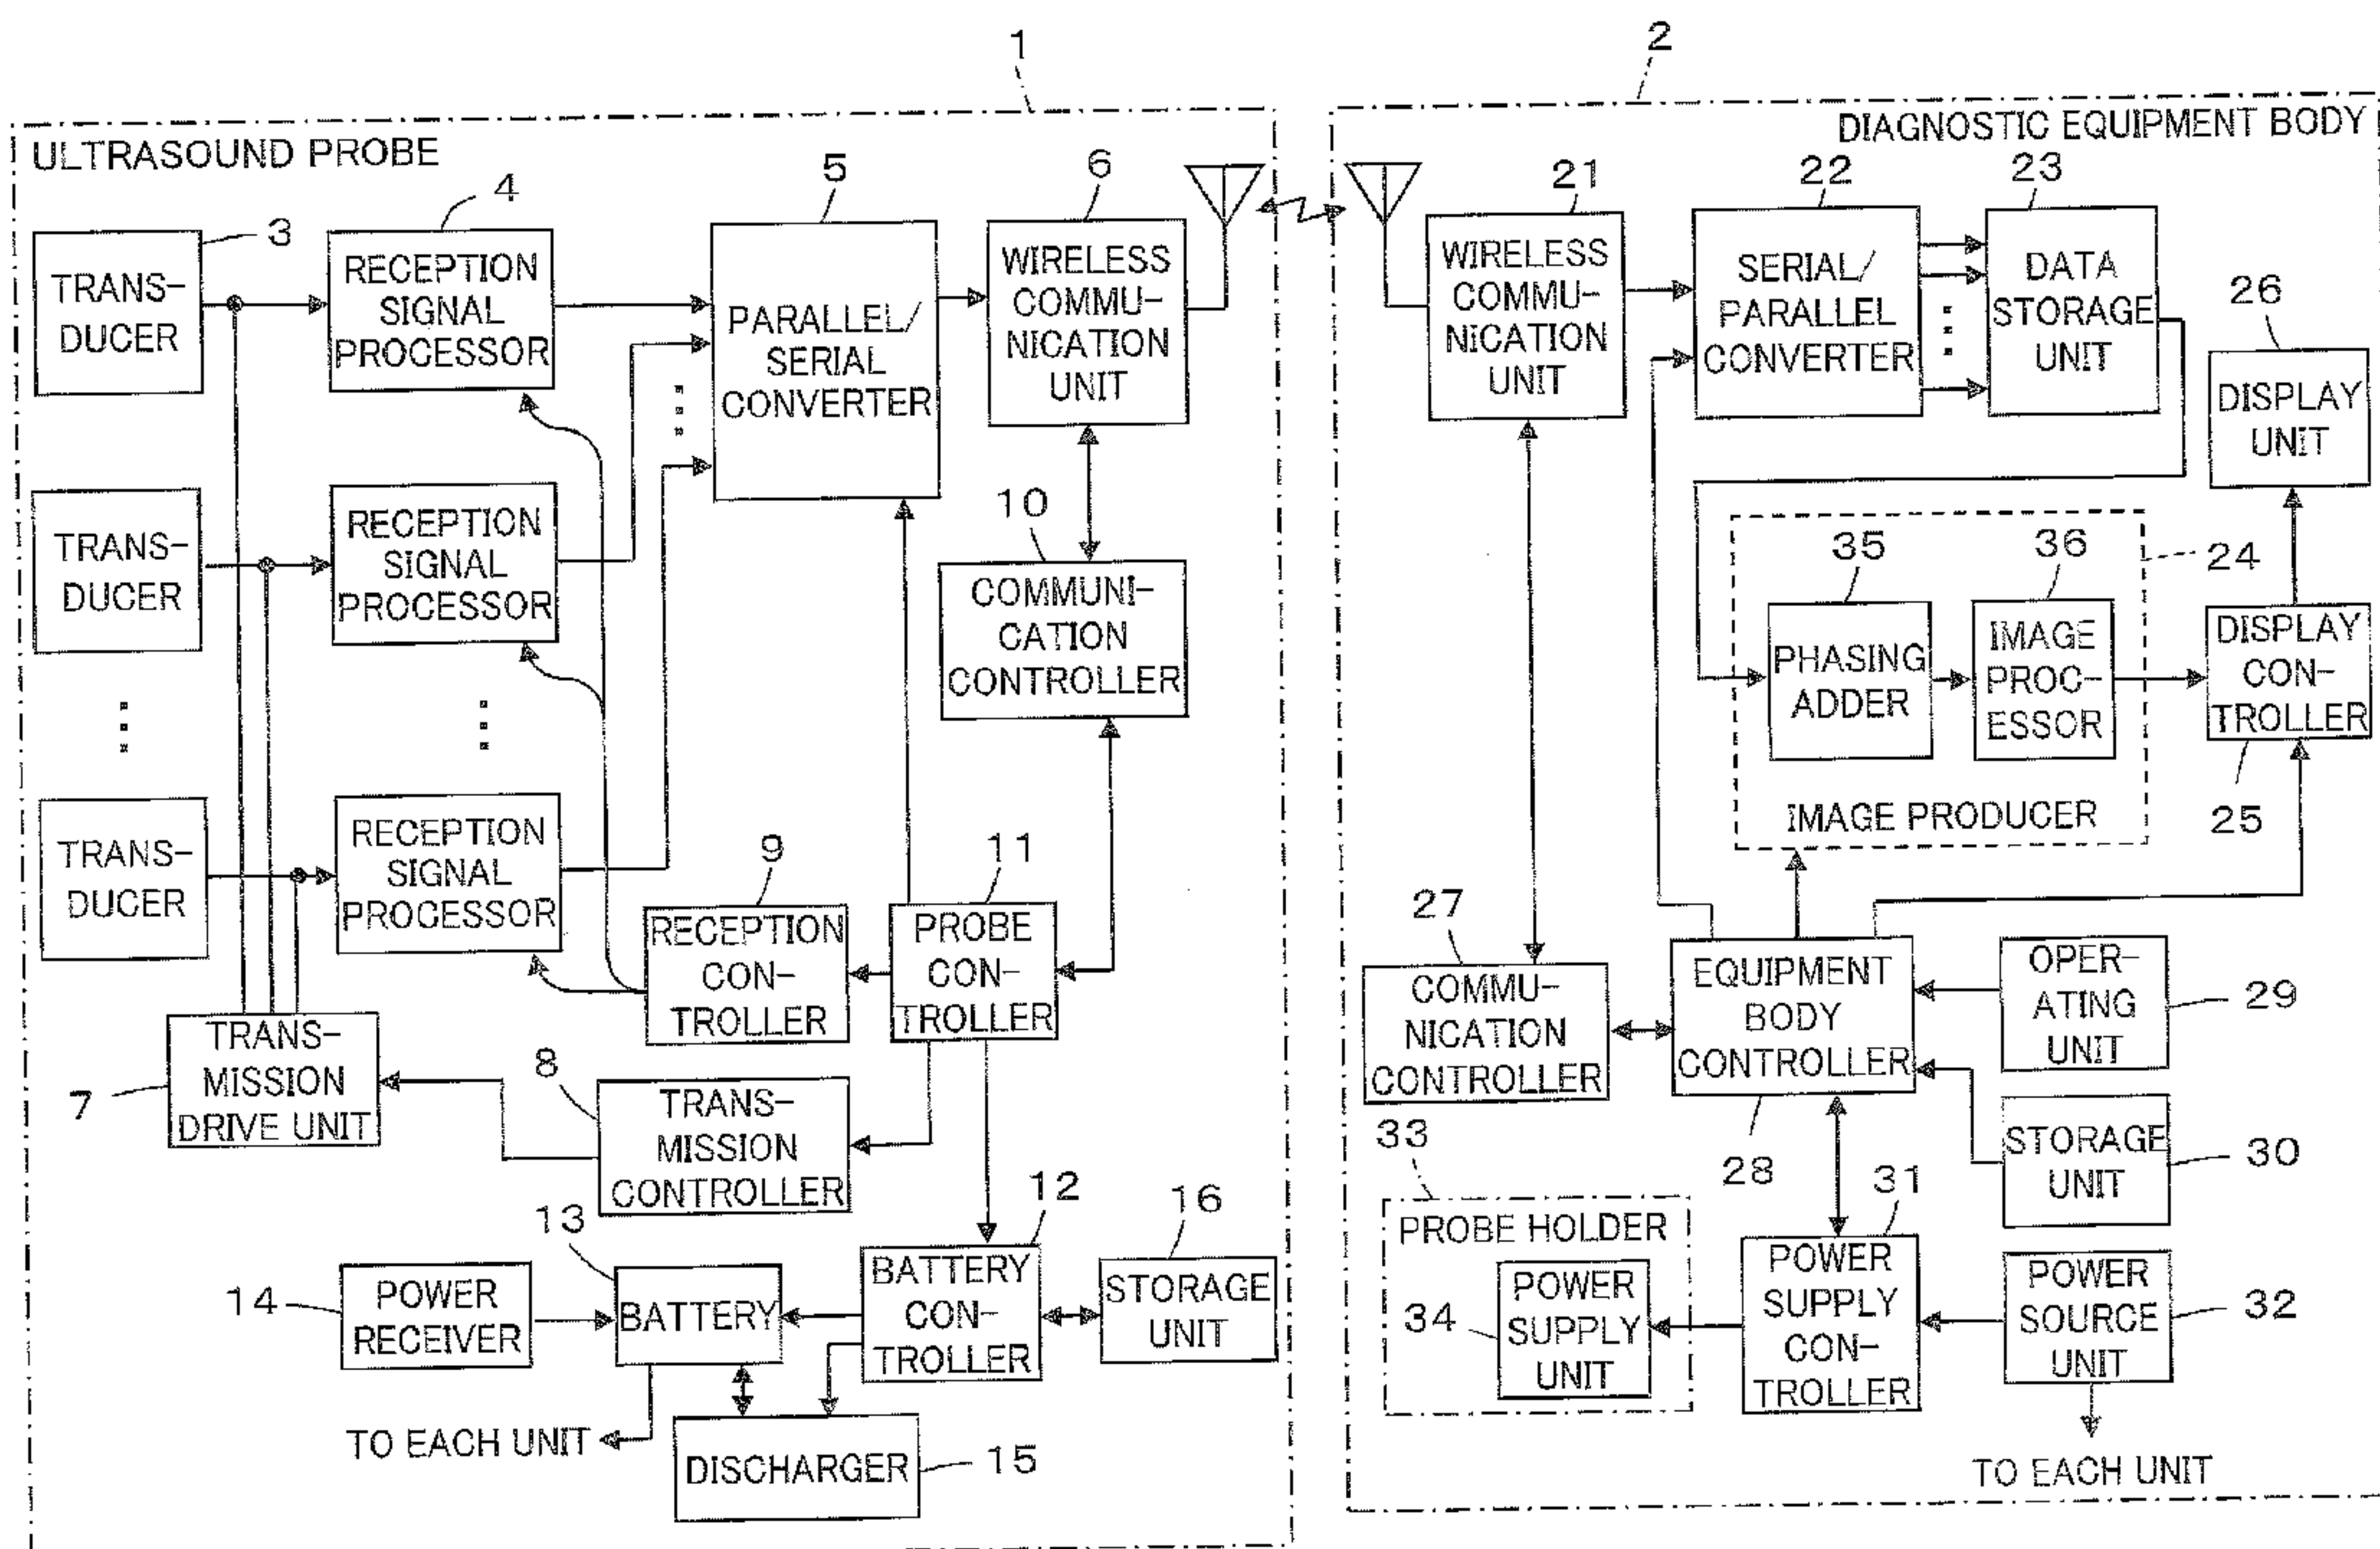 1
2
ULTRASOUND PROBE
DIAGNOSTIC EQUIPMENT BODY
3
4
5
6
21
22
23
TRANS-
DUCER
RECEPTION
SIGNAL
PROCESSOR
PARALLEL/
SERIAL
CONVERTER
WIRELESS
COMMU-
NICATION
UNIT
WIRELESS
COMMU-
NICATION
UNIT
SERIAL/
PARALLEL
CONVERTER
DATA
STORAGE
UNIT
26
DISPLAY
UNIT
TRANS-
DUCER
RECEPTION
SIGNAL
PROCESSOR
10
COMMUNI-
CATION
CONTROLLER
35
36
24
PHASING
ADDER
IMAGE
PROC-
ESSOR
DISPLAY
CON-
TROLLER
25
IMAGE PRODUCER
TRANS-
DUCER
RECEPTION
SIGNAL
PROCESSOR
9
RECEPTION
CON-
TROLLER
11
PROBE
CON-
TROLLER
27
COMMU-
NICATION
CONTROLLER
EQUIPMENT
BODY
CONTROLLER
28
OPER-
ATING
UNIT
29
7
TRANS-
MISSION
DRIVE UNIT
8
TRANS-
MISSION
CONTROLLER
STORAGE
UNIT
30
33
PROBE HOLDER
34
POWER
SUPPLY
UNIT
31
POWER
SUPPLY
CON-
TROLLER
POWER
SOURCE
UNIT
32
TO EACH UNIT
14
POWER
RECEIVER
13
BATTERY
12
BATTERY
CON-
TROLLER
16
STORAGE
UNIT
TO EACH UNIT
DISCHARGER
15